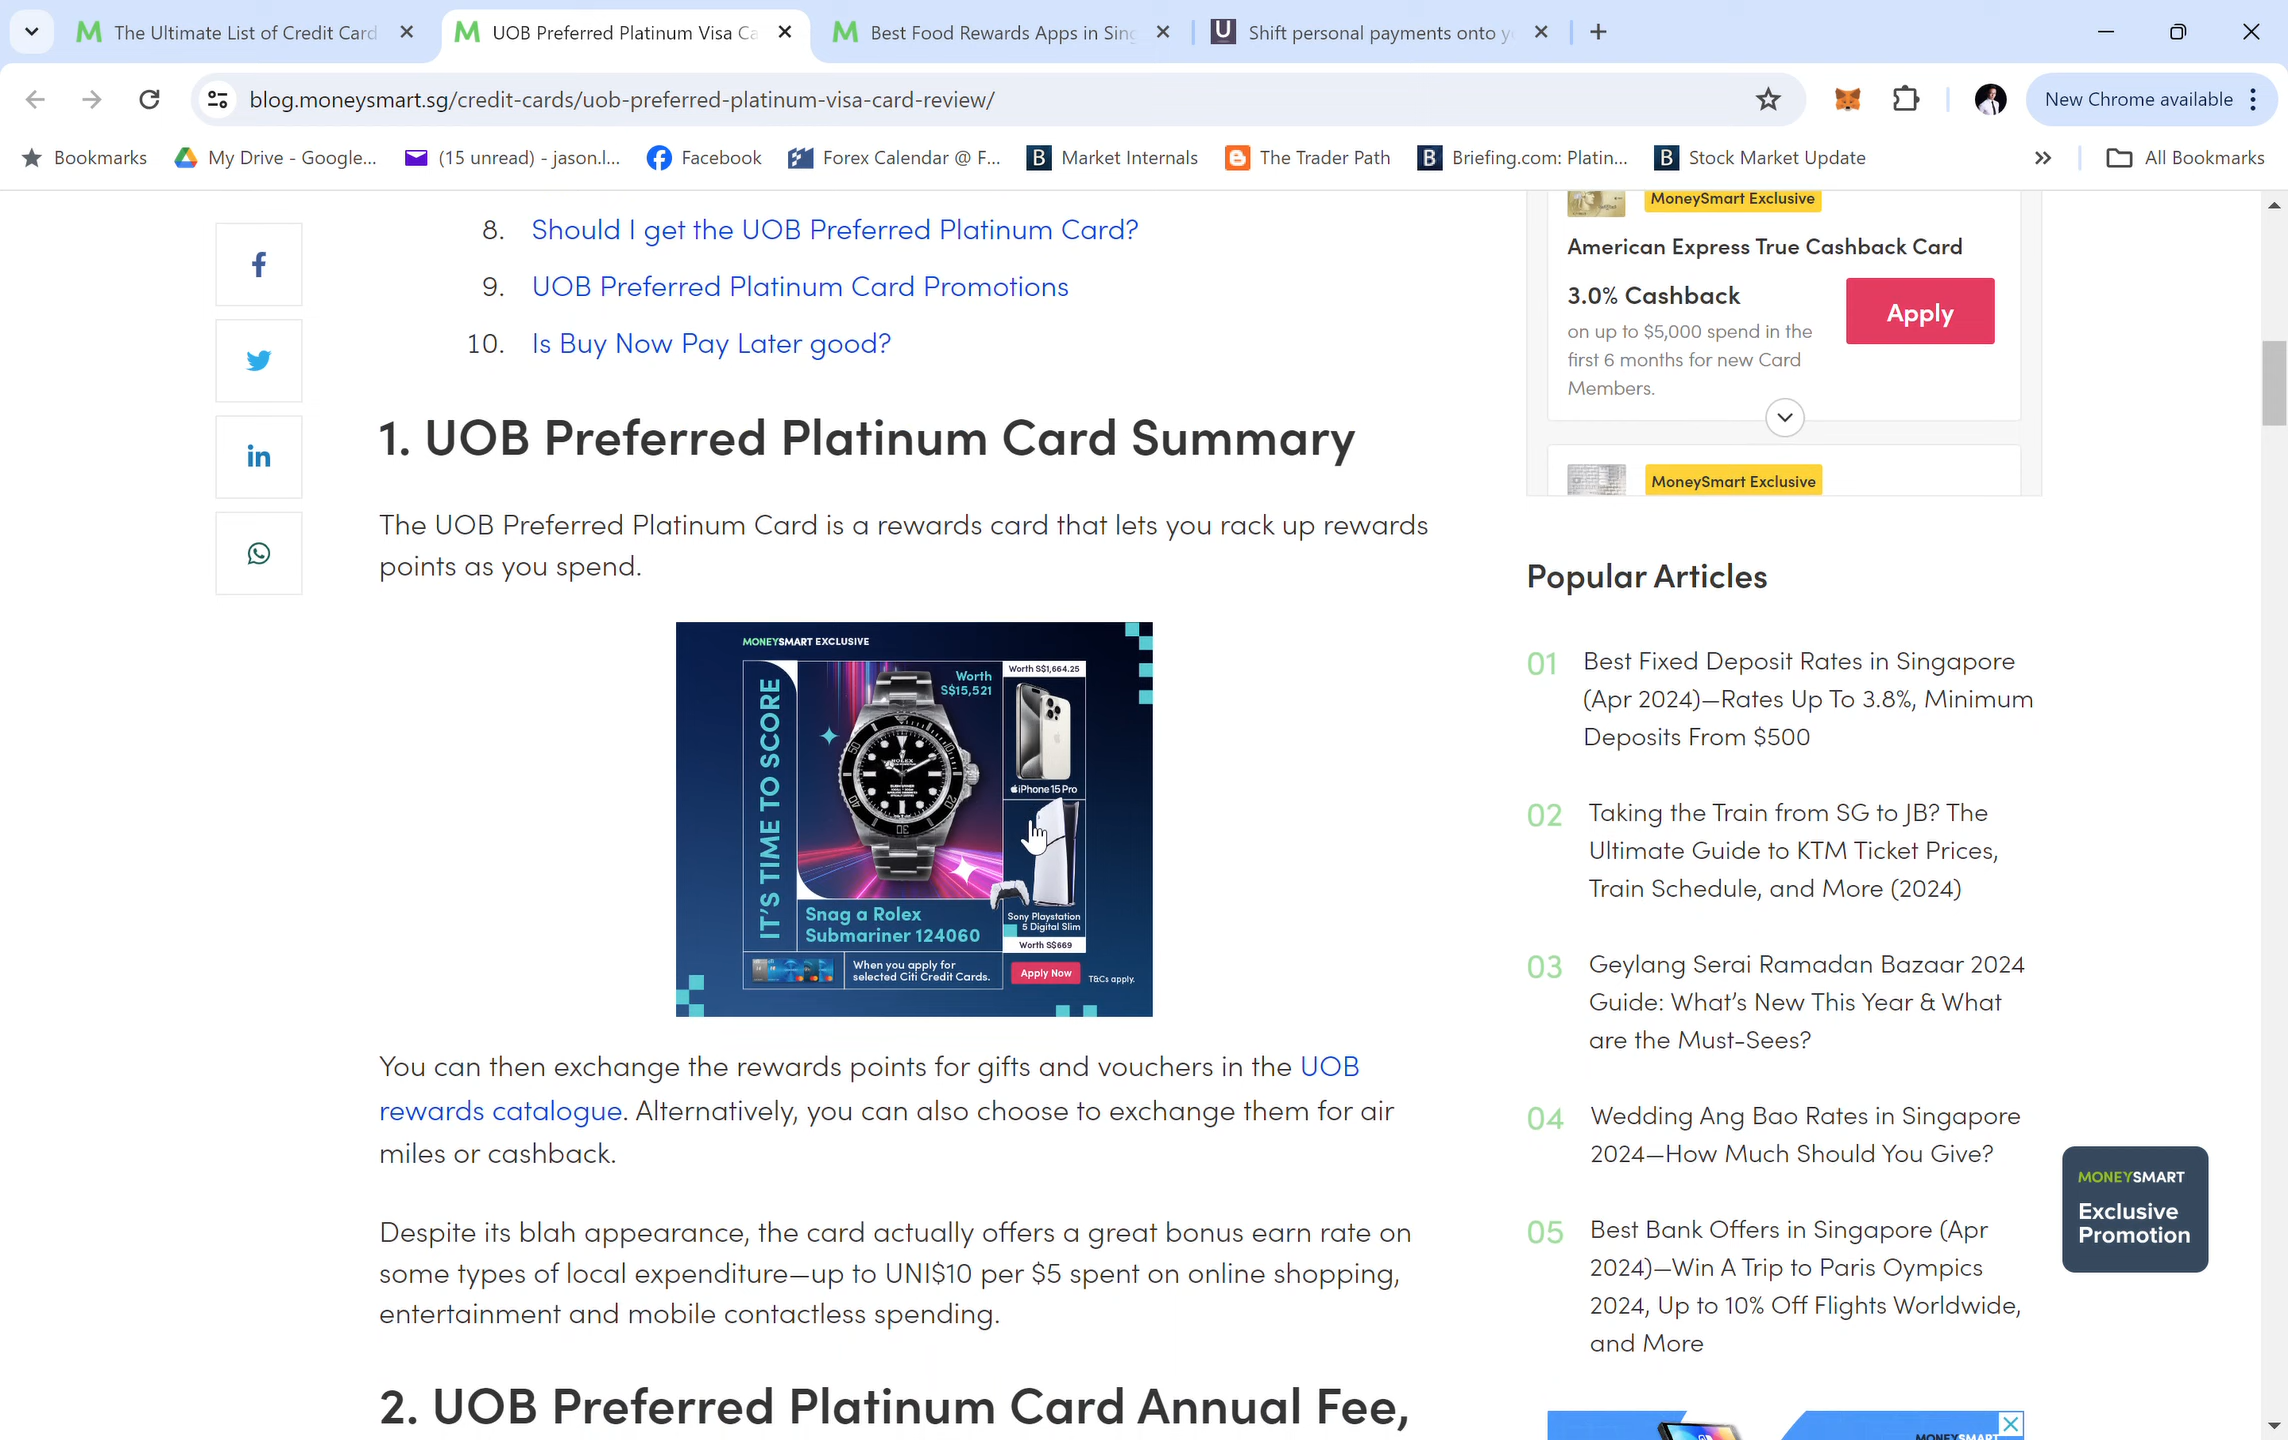 The Ultimate List of Credit Card
UOB Preferred Platinum Visa Ca
Best Food Rewards Apps in Sing
U Shift personal payments onto y
blog.moneysmart.sg/credit-cards/uob-preferred-platinum-visa-card-review/
New Chrome available
Bookmarks
My Drive - Google...
(15 unread) - jason.l...
Facebook
Forex Calendar @ F...
B Market Internals
The Trader Path
B Briefing.com: Platin...
B Stock Market Update
All Bookmarks
8. Should I get the UOB Preferred Platinum Card?
9. UOB Preferred Platinum Card Promotions
10. Is Buy Now Pay Later good?
1. UOB Preferred Platinum Card Summary
The UOB Preferred Platinum Card is a rewards card that lets you rack up rewards
points as you spend.
MONEYSMART EXCLUSIVE
IT'S TIME TO SCORE
Worth
S$15,521
ROLEX
Snag a Rolex
Submariner 124060
Worth S$1,664.25
iPhone 15 Pro
Sony Playstation
5 Digital Slim
Worth S$669
When you apply for
selected Citi Credit Cards.
Apply Now
T&Cs apply.
You can then exchange the rewards points for gifts and vouchers in the UOB
rewards catalogue. Alternatively, you can also choose to exchange them for air
miles or cashback.
Despite its blah appearance, the card actually offers a great bonus earn rate on
some types of local expenditure—up to UNI$10 per $5 spent on online shopping,
entertainment and mobile contactless spending.
2. UOB Preferred Platinum Card Annual Fee,
MoneySmart Exclusive
American Express True Cashback Card
3.0% Cashback
on up to $5,000 spend in the
first 6 months for new Card
Members.
Apply
MoneySmart Exclusive
Popular Articles
01 Best Fixed Deposit Rates in Singapore
(Apr 2024)—Rates Up To 3.8%, Minimum
Deposits From $500
02 Taking the Train from SG to JB? The
Ultimate Guide to KTM Ticket Prices,
Train Schedule, and More (2024)
03 Geylang Serai Ramadan Bazaar 2024
Guide: What's New This Year & What
are the Must-Sees?
04 Wedding Ang Bao Rates in Singapore
2024—How Much Should You Give?
05 Best Bank Offers in Singapore (Apr
2024)—Win A Trip to Paris Oympics
2024, Up to 10% Off Flights Worldwide,
and More
MONEYSMART
Exclusive
Promotion
MONEYSMART